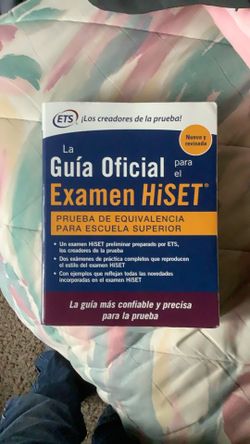 ETS
¡Los creadores de la prueba!
Nuevo y
revisada
La
Guía Oficial para
el
Examen HiSET®
PRUEBA DE EQUIVALENCIA
PARA ESCUELA SUPERIOR
• Un examen HiSET preliminar preparado por ETS,
los creadores de la prueba
• Dos exámenes de práctica completos que reproducen
el estilo del examen HiSET
• Con ejemplos que reflejan todas las novedades
incorporadas en el examen HiSET
La guía más confiable y precisa
para la prueba